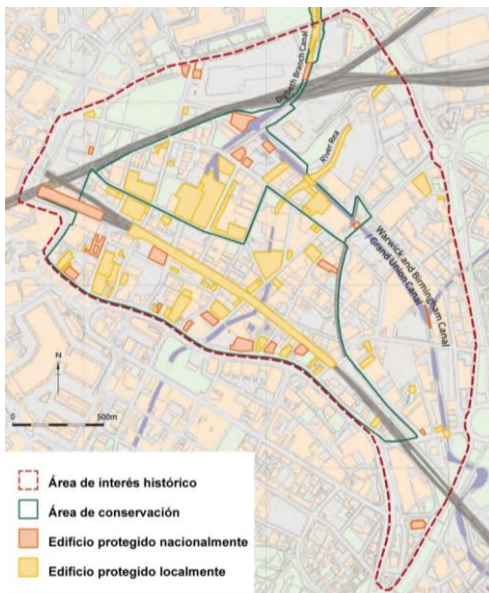 Digbeth Branch Canal
River Rea
Warwick and Birmingham Canal
Grand Union Canal
N
0 500m
Área de interés histórico
Área de conservación
Edificio protegido nacionalmente
Edificio protegido localmente